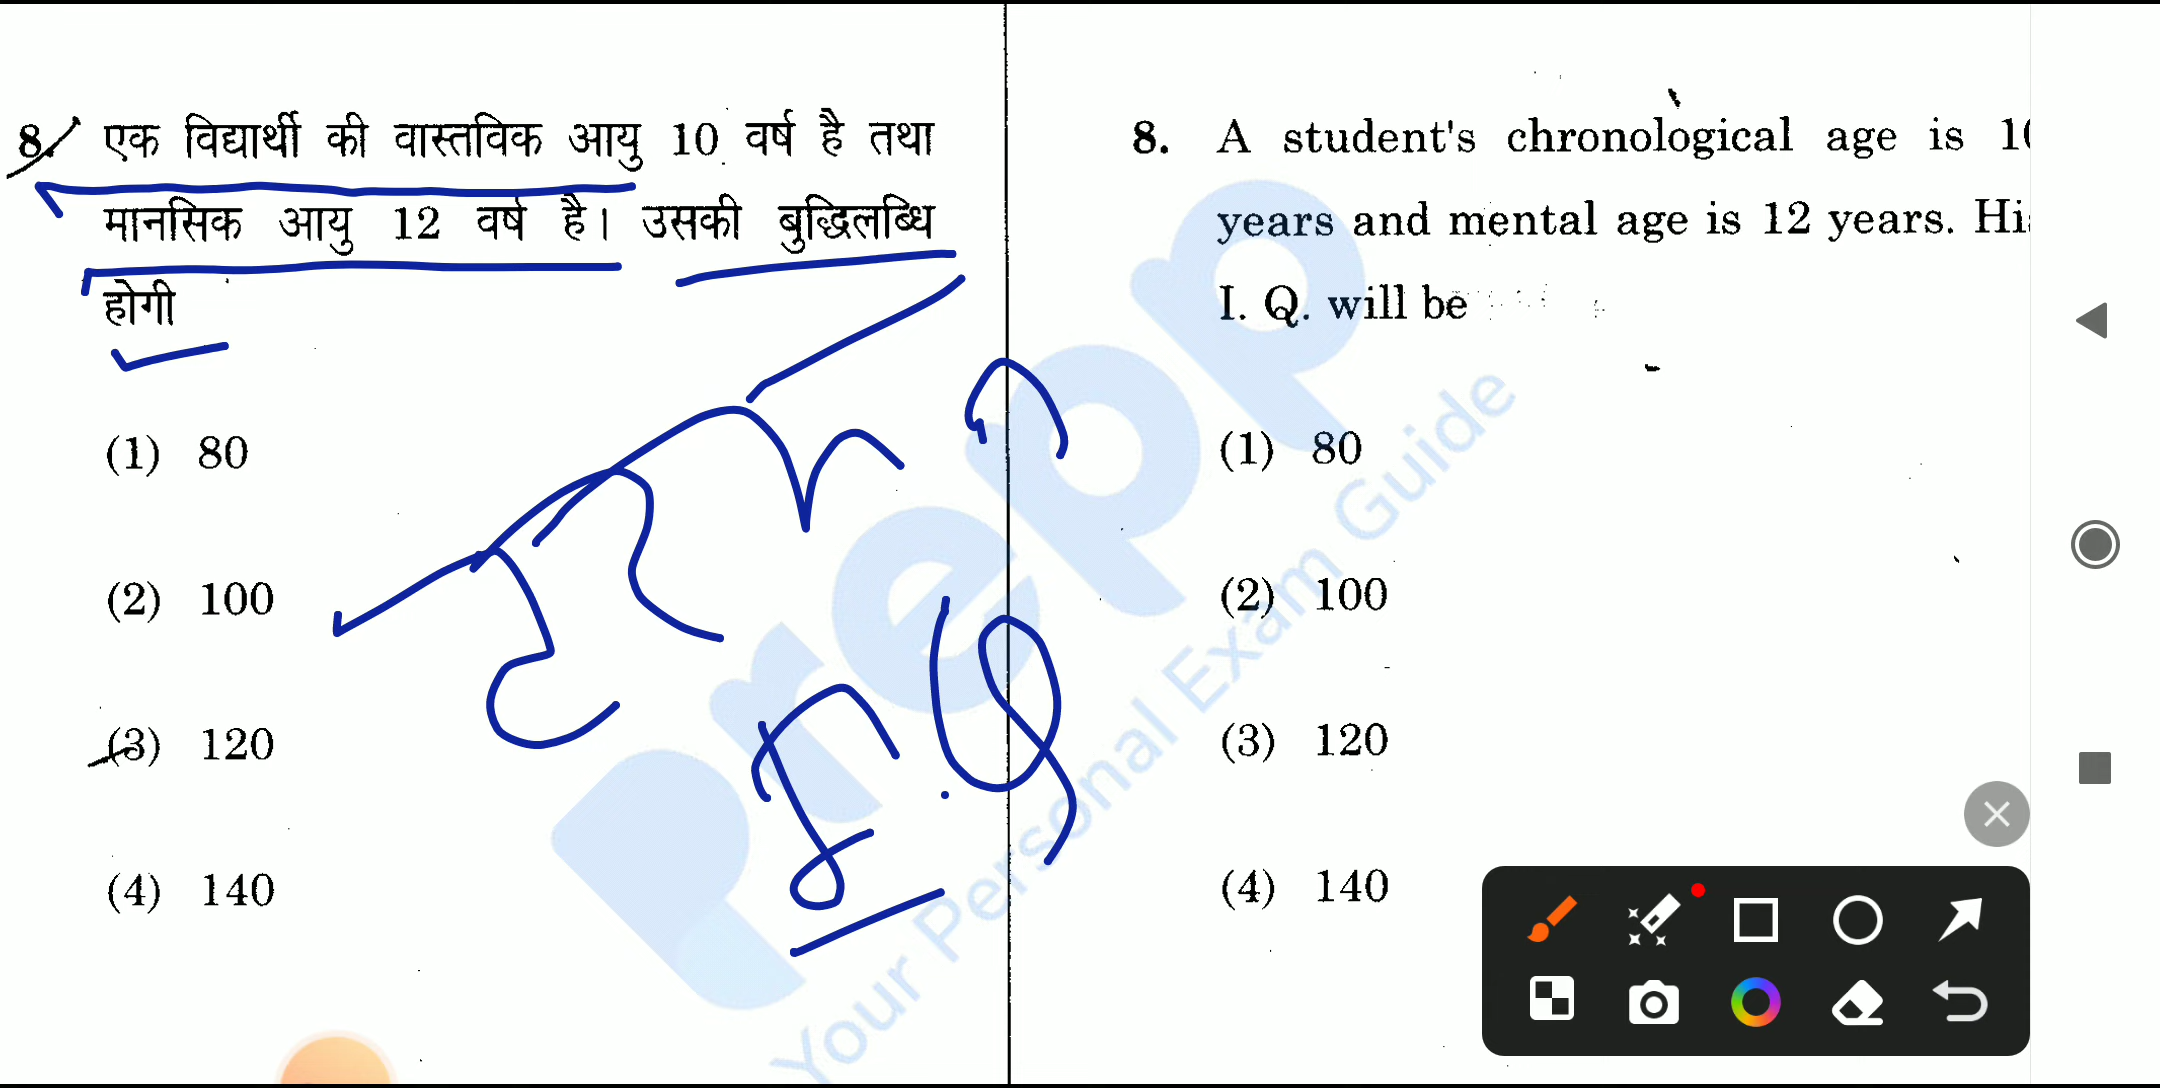 8. एक विद्यार्थी की वास्तविक आयु 10 वर्ष है तथा
मानसिक आयु 12 वर्ष है। उसकी बुद्धिलब्धि
होगी
(1) 80
(2) 100
(3) 120
(4) 140
8. A student's chronological age is 10
years and mental age is 12 years. Hi
I. Q. will be
(1) 80
(2) 100
(3) 120
(4) 140
Prepp
Your Personal Exam Guide